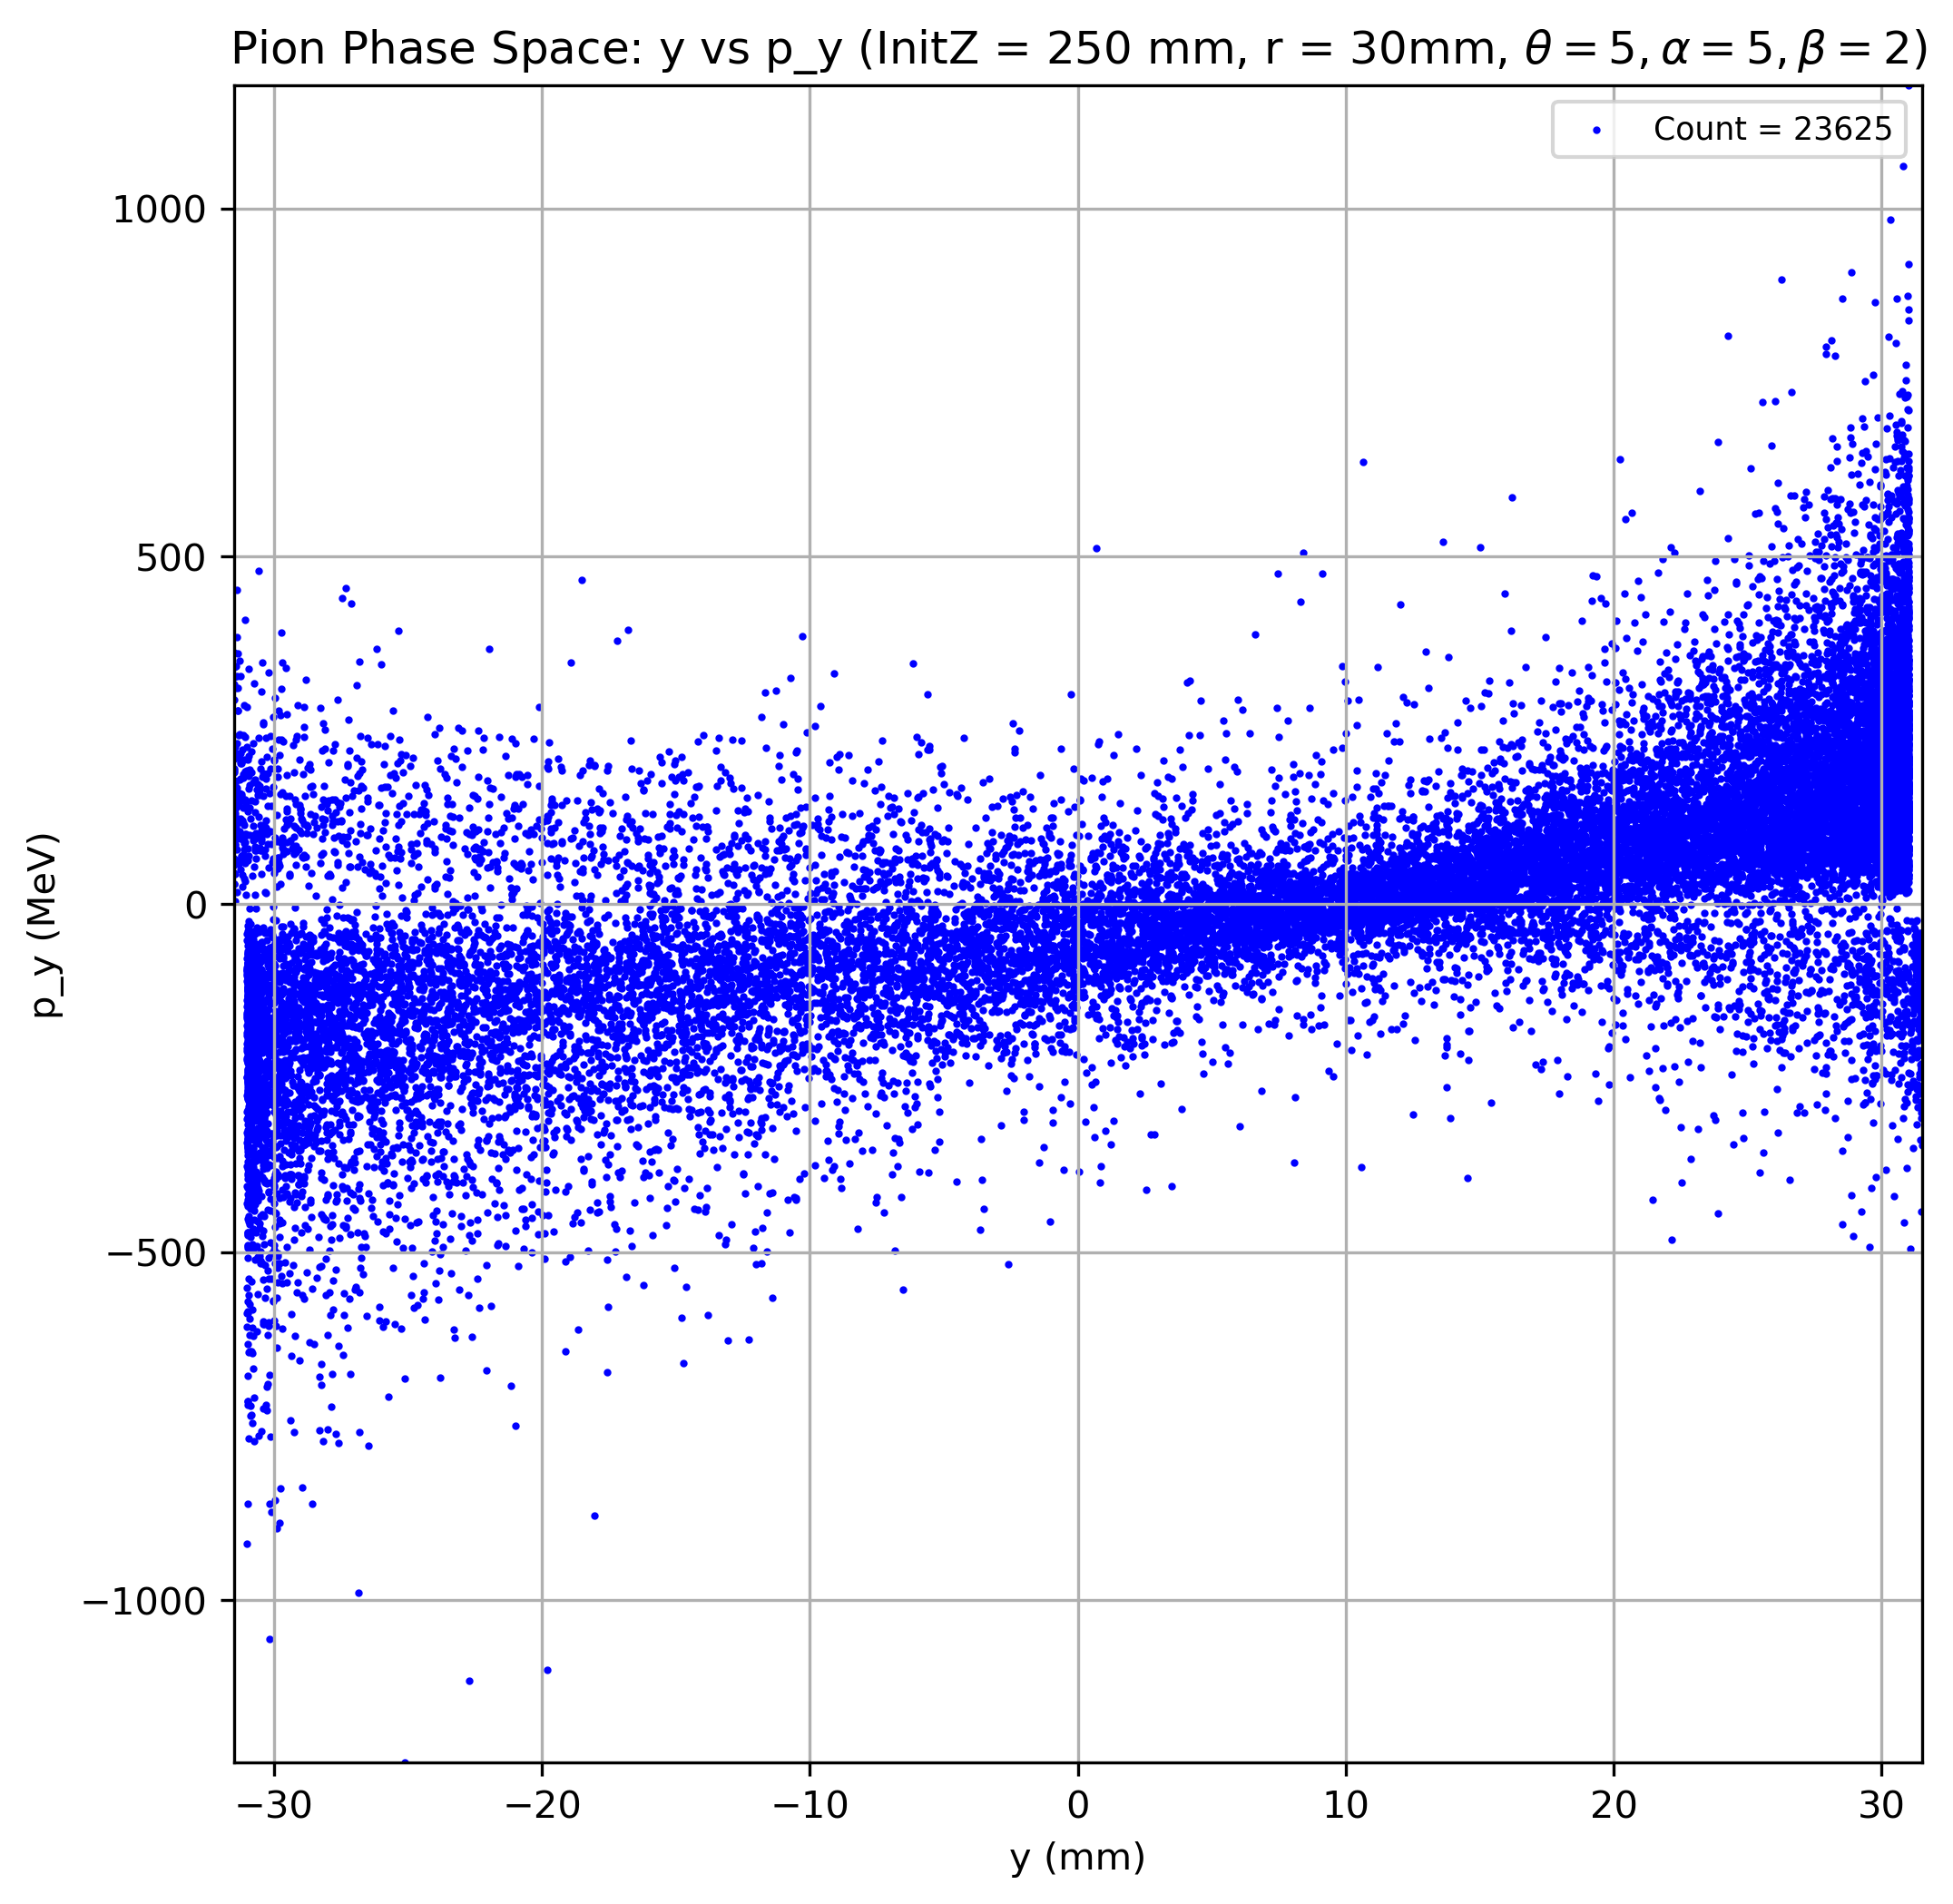 Pion Phase Space: y vs p_y (InitZ = 250 mm, r = 30mm, θ = 5, α = 5, β = 2)
Count = 23625
1000
500
0
−500
−1000
p_y (MeV)
−30 −20 −10 0 10 20 30
y (mm)